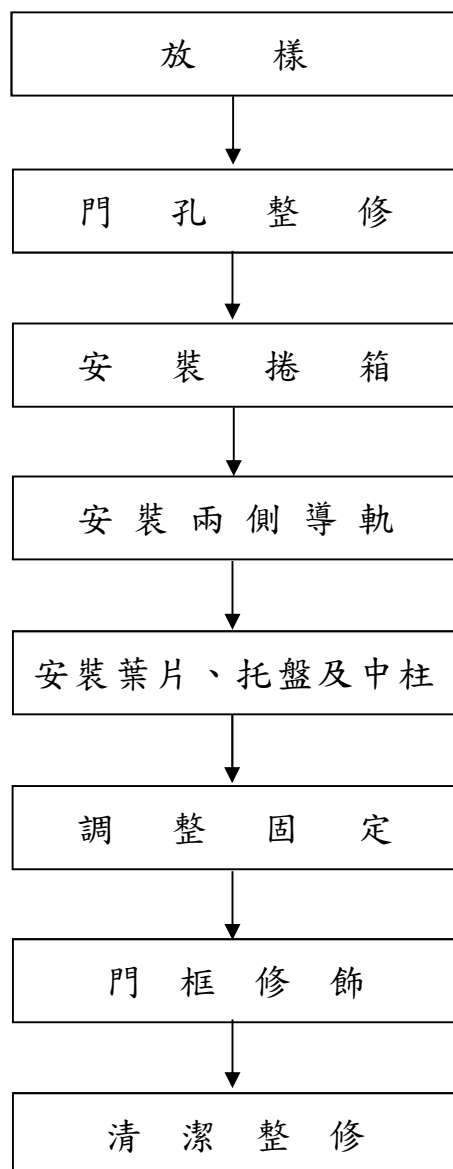 放樣
門孔整修
安裝捲箱
安裝兩側導軌
安裝葉片、托盤及中柱
調整固定
門框修飾
清潔整修